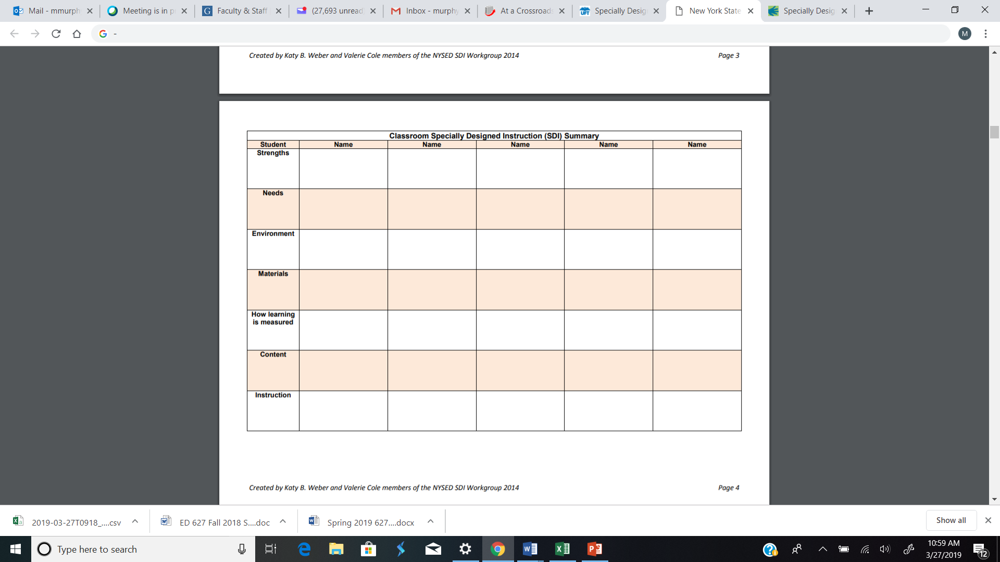 Mail - mmurph
Meeting is in p
Faculty & Staff
(27,693 unread
Inbox - murphy
At a Crossroads
Specially Desig
New York State
Specially Desig
G -
M
Created by Katy B. Weber and Valerie Cole members of the NYSED SDI Workgroup 2014 Page 3
Classroom Specially Designed Instruction (SDI) Summary
Student Name Name Name Name Name
Strengths
Needs
Environment
Materials
How learning
is measured
Content
Instruction
Created by Katy B. Weber and Valerie Cole members of the NYSED SDI Workgroup 2014 Page 4
2019-03-27T0918_....csv
ED 627 Fall 2018 S....doc
Spring 2019 627....docx
Show all
Type here to search
10:59 AM
3/27/2019
12